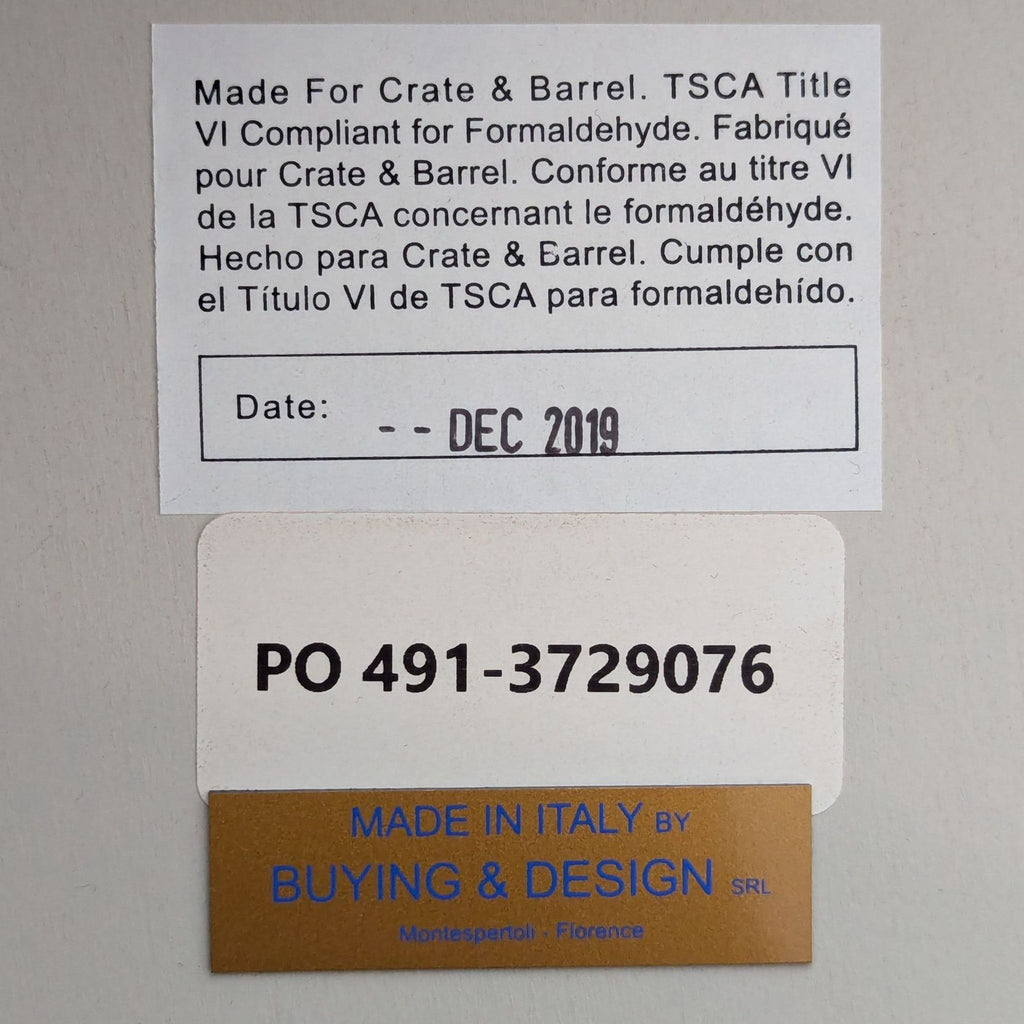 Made For Crate & Barrel. TSCA Title
VI Compliant for Formaldehyde. Fabriqué
pour Crate & Barrel. Conforme au titre VI
de la TSCA concernant le formaldéhyde.
Hecho para Crate & Barrel. Cumple con
el Título VI de TSCA para formaldehído.
Date: -- DEC 2019
PO 491-3729076
MADE IN ITALY BY
BUYING & DESIGN SRL
Montespertoli - Florence